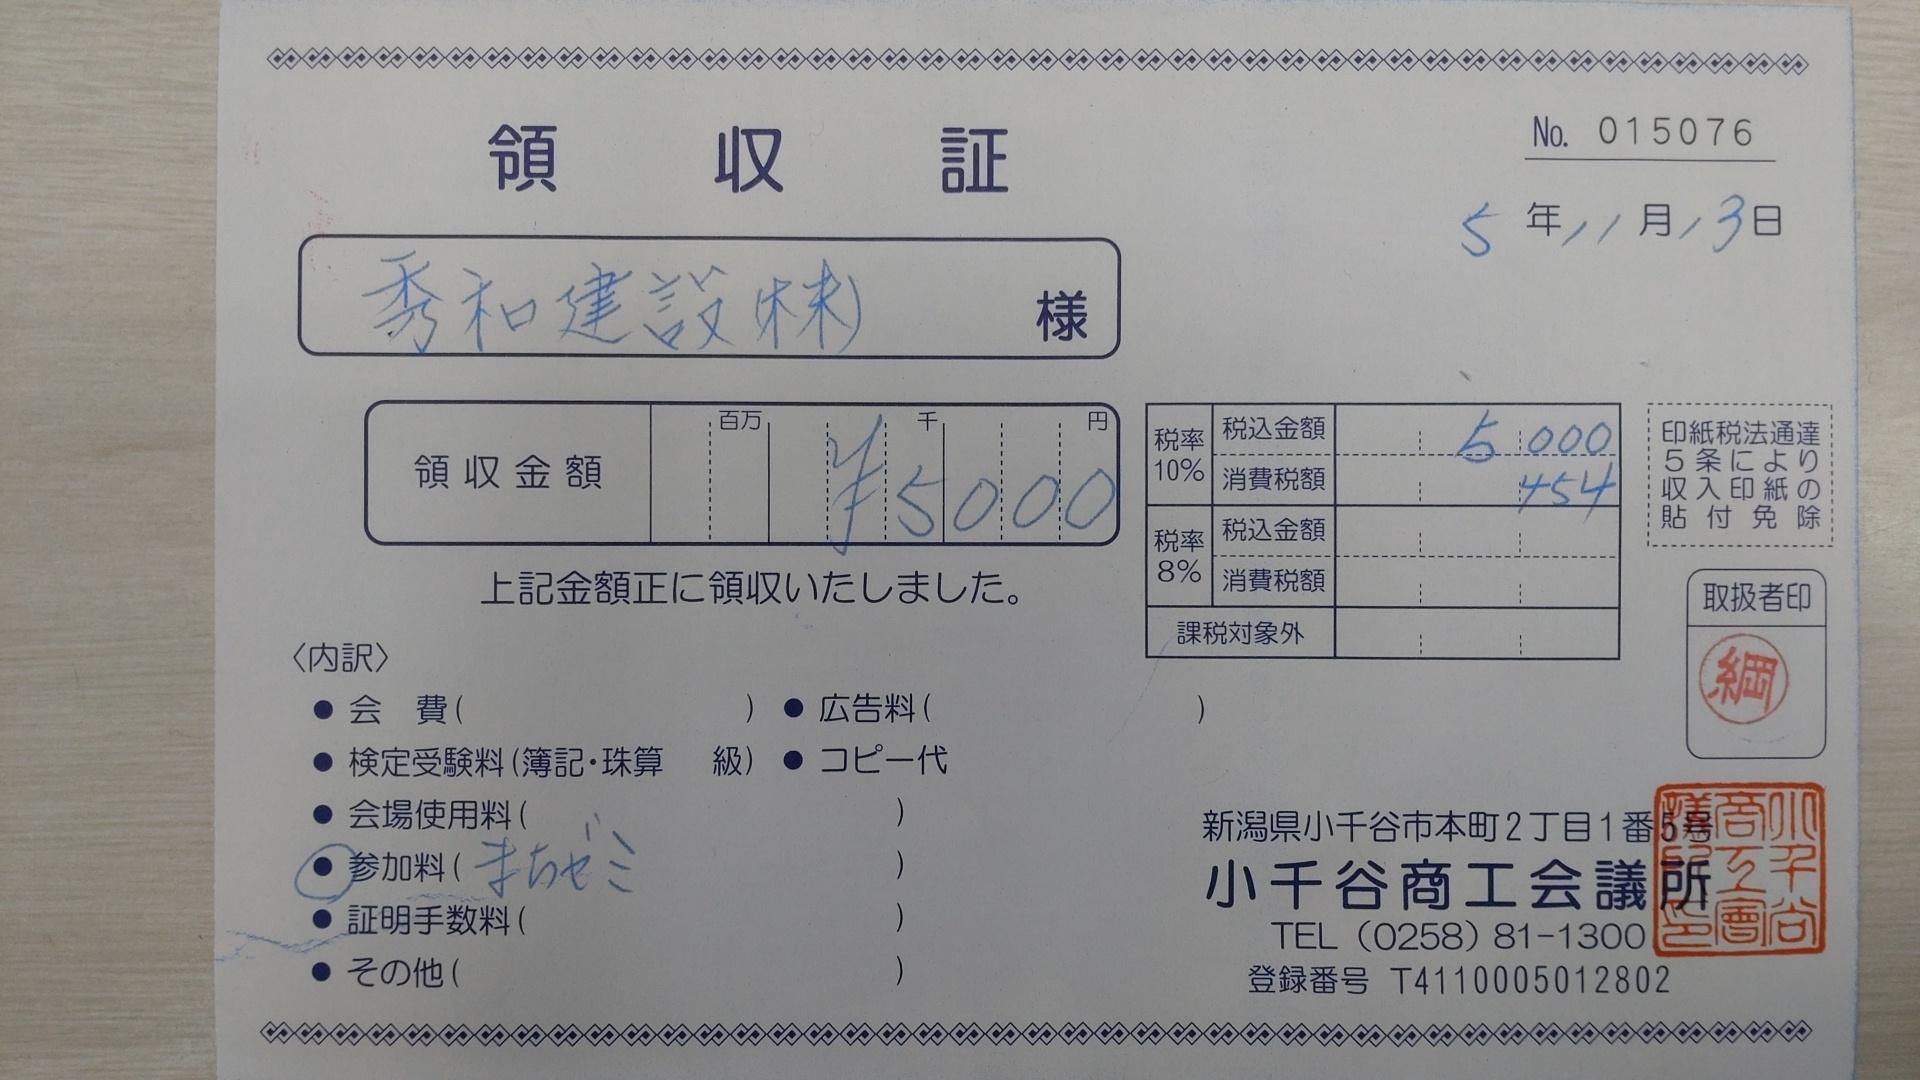 領収証
No. 015076
5年11月13日
秀和建設(株) 様
領収金額 百万 千 円 ¥5000
税率10% 税込金額 5000
消費税額 454
税率8% 税込金額
消費税額
課税対象外
印紙税法通達
5条により
収入印紙の
貼付免除
上記金額正に領収いたしました。
取扱者印
綱
〈内訳〉
●会 費( ) ●広告料( )
●検定受験料(簿記・珠算 級) ●コピー代
●会場使用料( )
●参加料(まちゼミ )
●証明手数料( )
●その他( )
新潟県小千谷市本町2丁目1番5号
小千谷商工会議所
TEL (0258) 81-1300
登録番号 T4110005012802
小千谷商工會議所之印